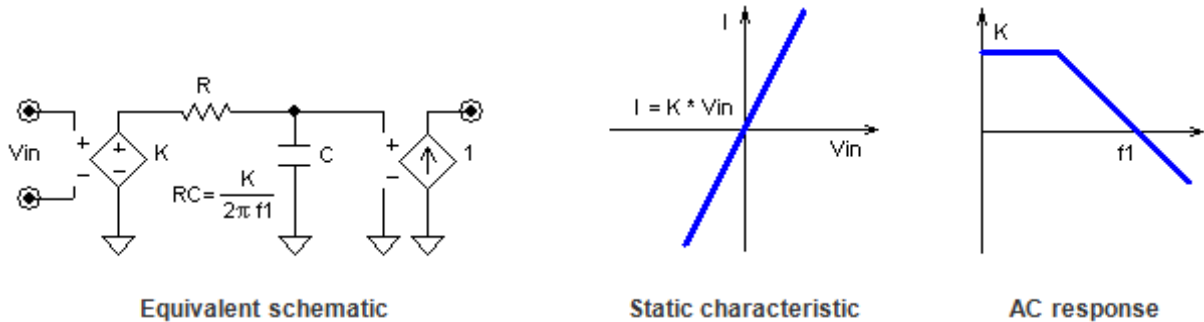 R
Vin
+
−
+
−
K
C
RC = K / 2π f1
+
−
1
Equivalent schematic
I
I = K * Vin
Vin
Static characteristic
K
f1
AC response